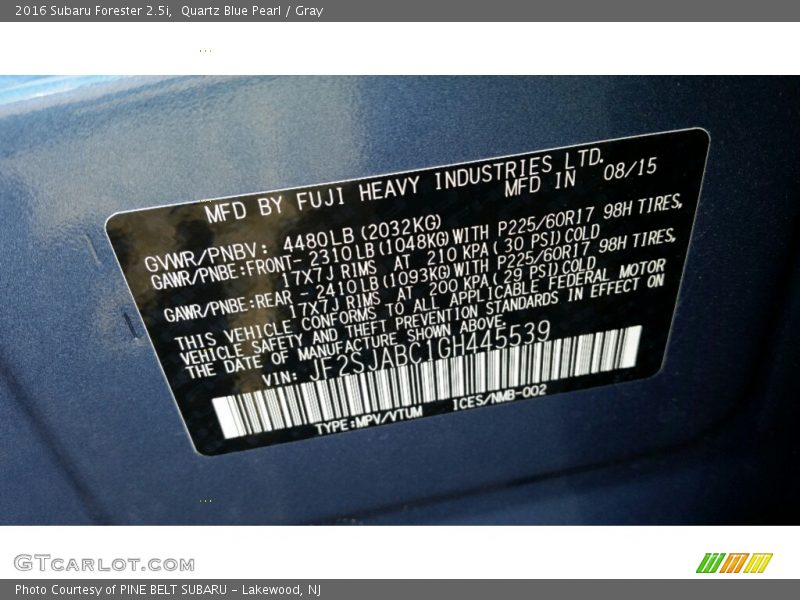 2016 Subaru Forester 2.5i,  Quartz Blue Pearl / Gray
MFD BY FUJI HEAVY INDUSTRIES LTD.
MFD IN 08/15
GVWR/PNBV: 4480LB (2032KG)
GAWR/PNBE:FRONT- 2310LB (1048KG) WITH P225/60R17 98H TIRES,
17X7J RIMS AT 210 KPA ( 30 PSI) COLD
GAWR/PNBE:REAR - 2410LB (1093KG) WITH P225/60R17 98H TIRES,
17X7J RIMS AT 200 KPA ( 29 PSI) COLD
THIS VEHICLE CONFORMS TO ALL APPLICABLE FEDERAL MOTOR
VEHICLE SAFETY AND THEFT PREVENTION STANDARDS IN EFFECT ON
THE DATE OF MANUFACTURE SHOWN ABOVE.
VIN: JF2SJABC1GH445539
TYPE:MPV/VTUM ICES/NMB-002
GTCARLOT.COM
Photo Courtesy of PINE BELT SUBARU - Lakewood, NJ